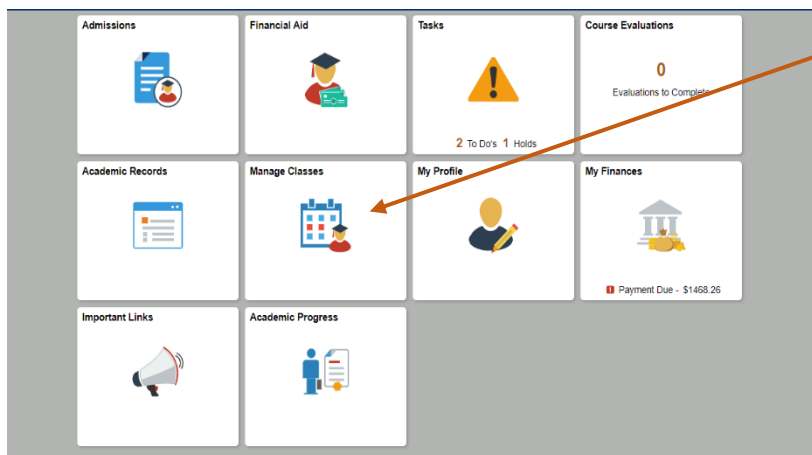 Admissions
Financial Aid
Tasks
Course Evaluations
0
Evaluations to Complete
2 To Do's 1 Holds
Academic Records
Manage Classes
My Profile
My Finances
Payment Due - $1468.26
Important Links
Academic Progress